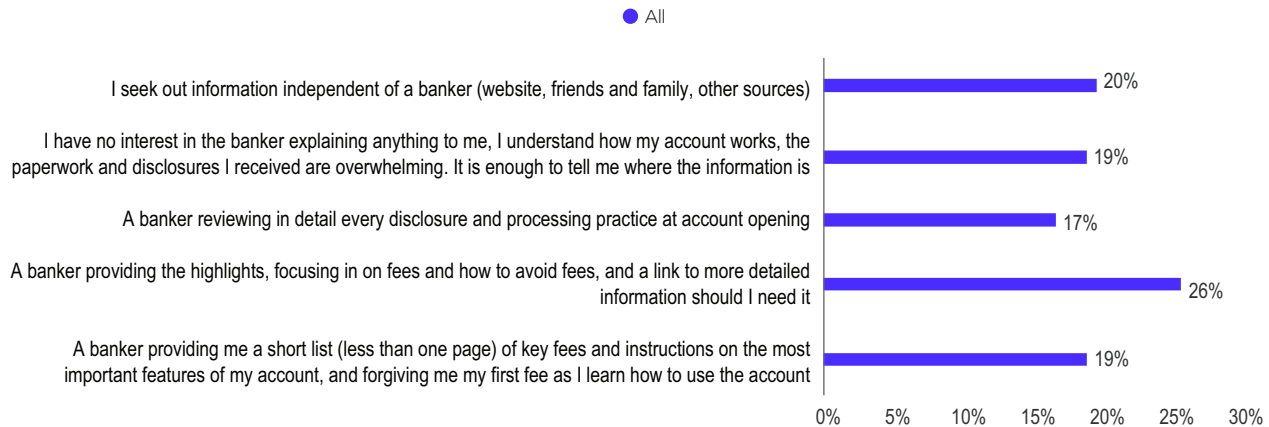 All
I seek out information independent of a banker (website, friends and family, other sources)
20%
I have no interest in the banker explaining anything to me, I understand how my account works, the
paperwork and disclosures I received are overwhelming. It is enough to tell me where the information is
19%
A banker reviewing in detail every disclosure and processing practice at account opening
17%
A banker providing the highlights, focusing in on fees and how to avoid fees, and a link to more detailed
information should I need it
26%
A banker providing me a short list (less than one page) of key fees and instructions on the most
important features of my account, and forgiving me my first fee as I learn how to use the account
19%
0% 5% 10% 15% 20% 25% 30%